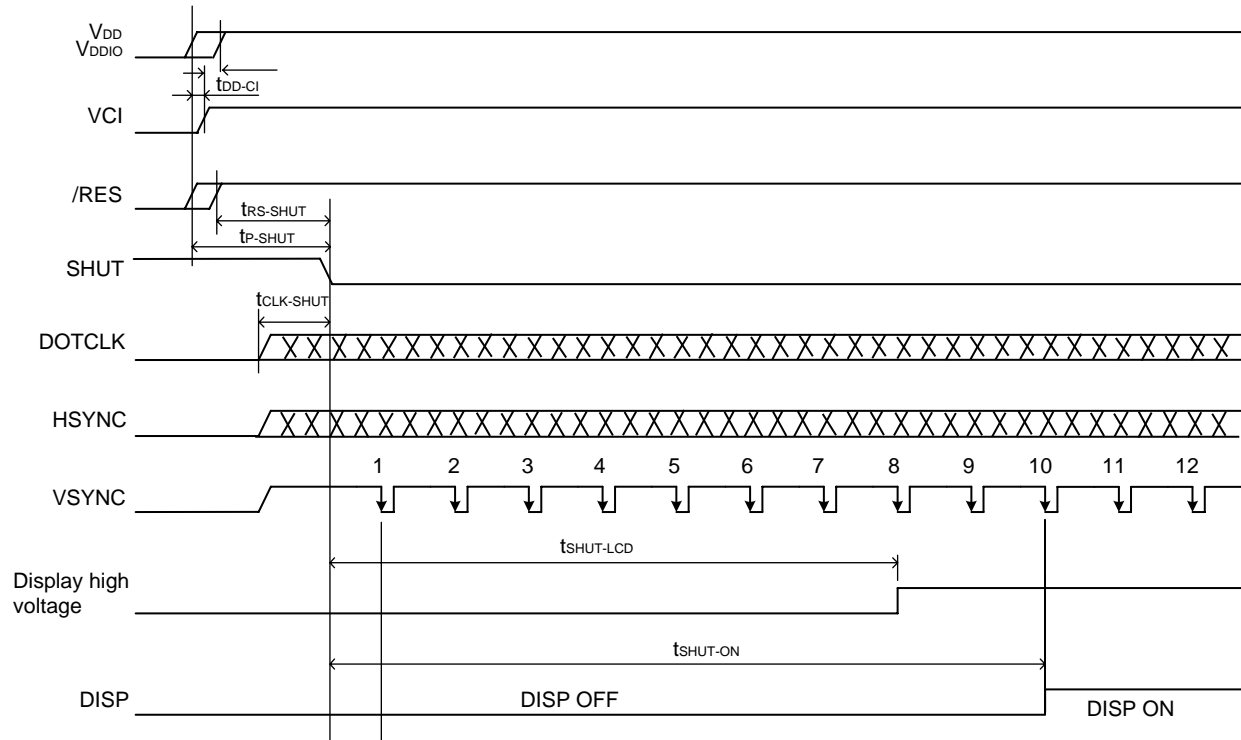 VDD
VDDIO
tDD-CI
VCI
/RES
tRS-SHUT
tP-SHUT
SHUT
tCLK-SHUT
DOTCLK
HSYNC
1 2 3 4 5 6 7 8 9 10 11 12
VSYNC
tSHUT-LCD
Display high
voltage
tSHUT-ON
DISP
DISP OFF
DISP ON